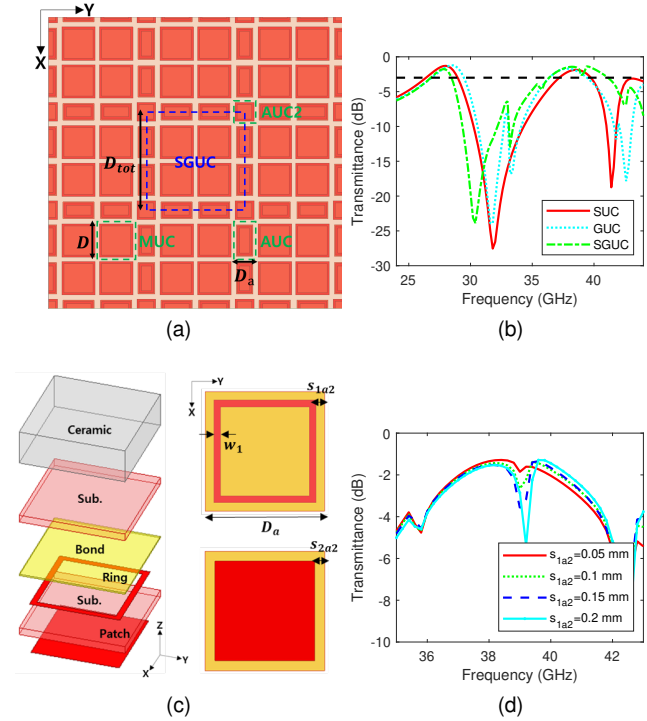 Y
X
AUC2
D_tot
SGUC
D
MUC
AUC
D_a
(a)
0
-5
-10
-15
-20
-25
-30
Transmittance (dB)
SUC
GUC
SGUC
25
30
35
40
Frequency (GHz)
(b)
Ceramic
Sub.
Bond
Ring
Sub.
Patch
Z
Y
X
Y
X
s_1a2
w_1
D_a
s_2a2
(c)
0
-2
-4
-6
-8
-10
Transmittance (dB)
s_1a2=0.05 mm
s_1a2=0.1 mm
s_1a2=0.15 mm
s_1a2=0.2 mm
36
38
40
42
Frequency (GHz)
(d)